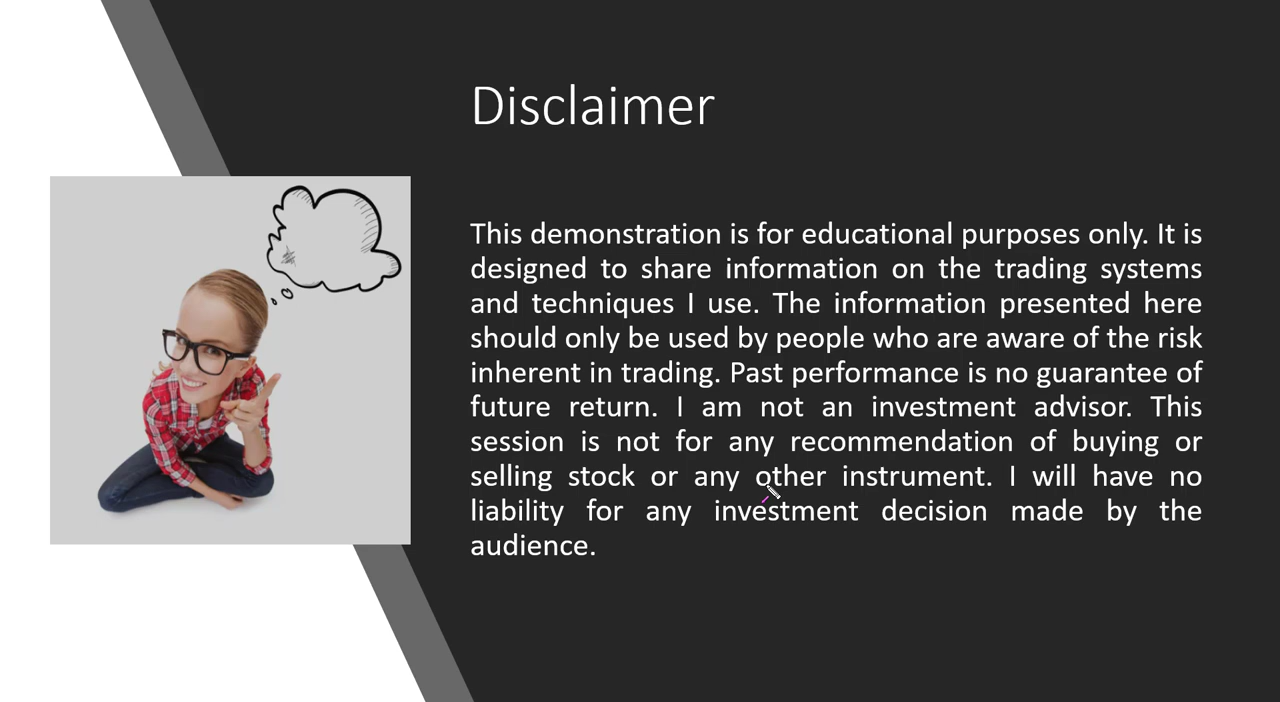 Disclaimer
This demonstration is for educational purposes only. It is
designed to share information on the trading systems
and techniques I use. The information presented here
should only be used by people who are aware of the risk
inherent in trading. Past performance is no guarantee of
future return. I am not an investment advisor. This
session is not for any recommendation of buying or
selling stock or any other instrument. I will have no
liability for any investment decision made by the
audience.